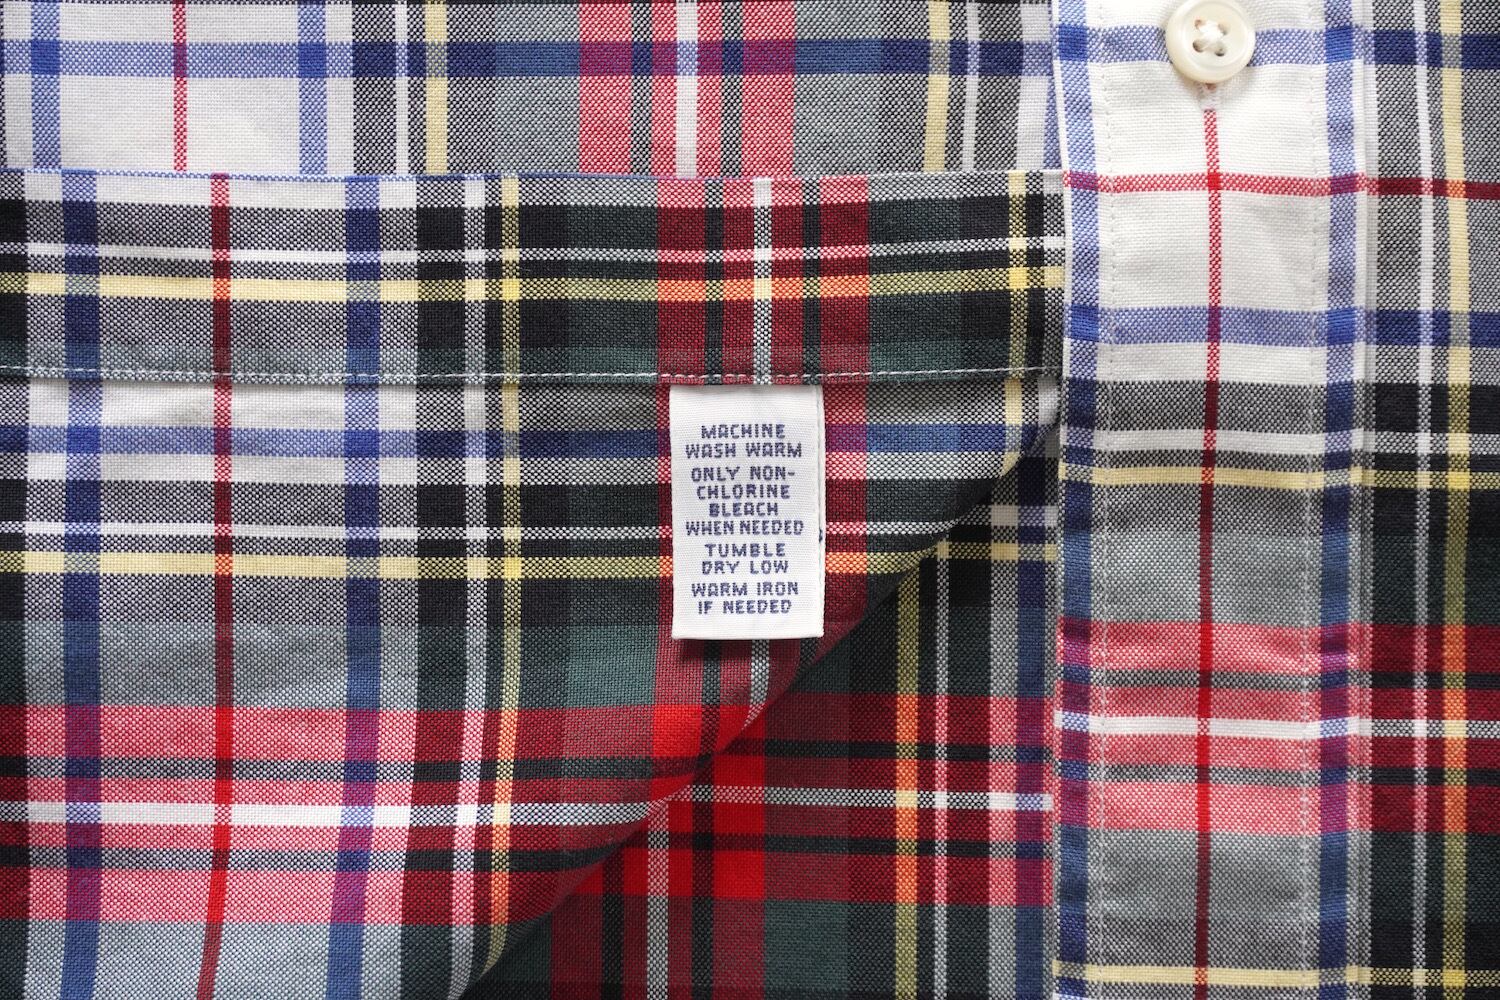 MACHINE
WASH WARM
ONLY NON-
CHLORINE
BLEACH
WHEN NEEDED
TUMBLE
DRY LOW
WARM IRON
IF NEEDED